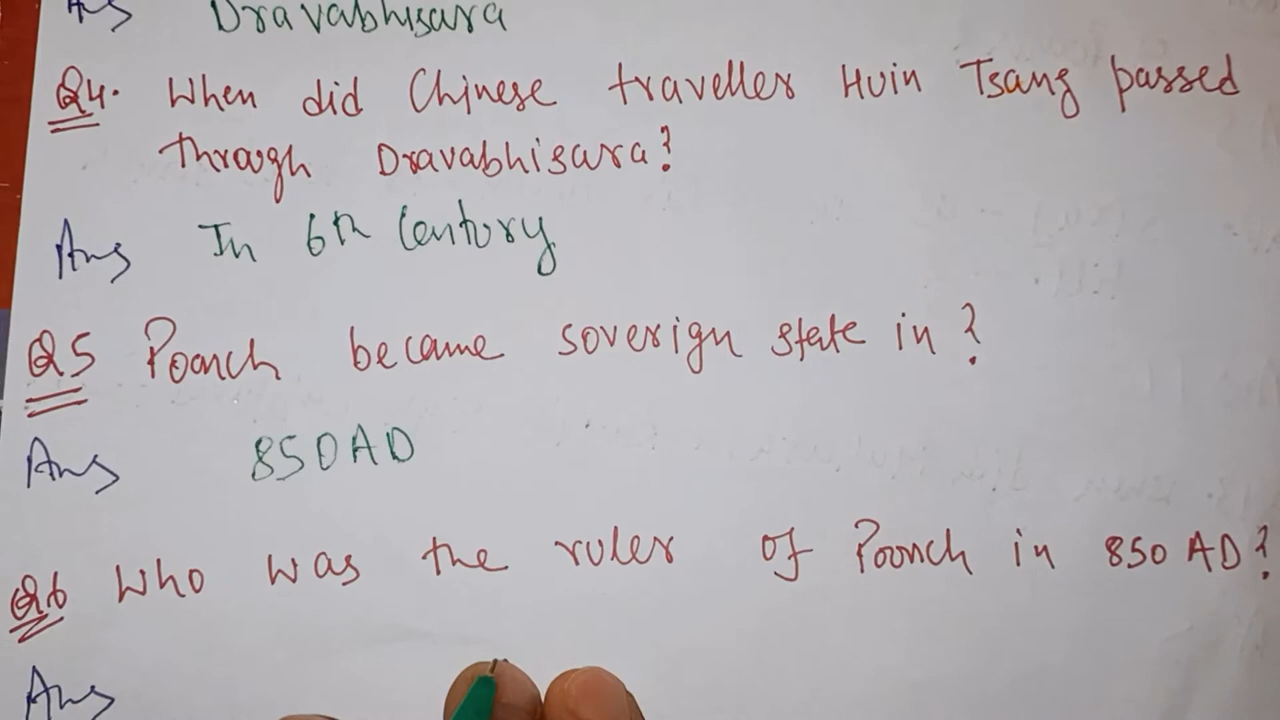 Ans Dravabhisara
Q4. When did Chinese traveller Huin Tsang passed
through Dravabhisara?
Ans In 6th Century
Q5 Poonch became soverign state in?
Ans 850AD
Q6 Who was the ruler of Poonch in 850 AD?
Ans